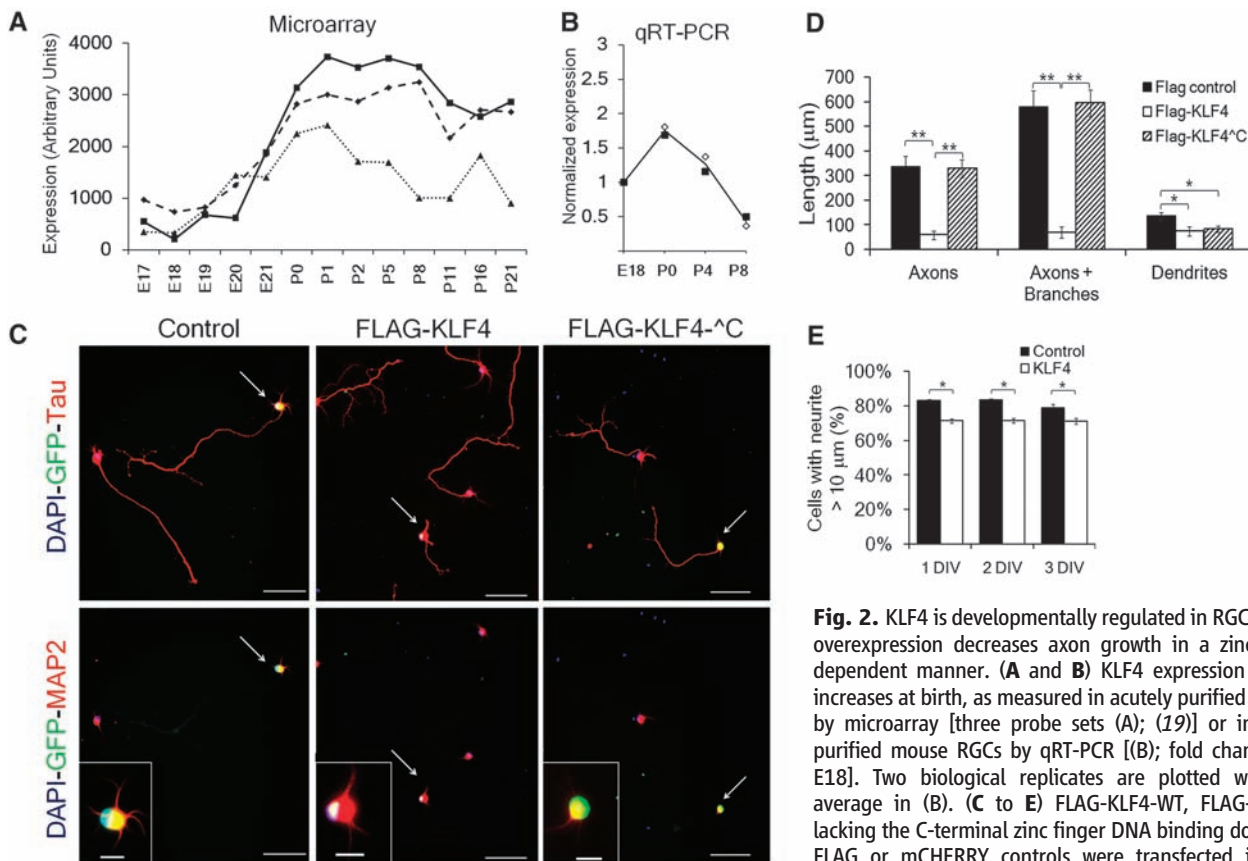 A
Microarray
Expression (Arbitrary Units)
4000
3000
2000
1000
0
E17
E18
E19
E20
E21
P0
P1
P2
P5
P8
P11
P16
P21
B
qRT-PCR
Normalized expression
3
2.5
2
1.5
1
0.5
E18
P0
P4
P8
D
Length (µm)
700
600
500
400
300
200
100
0
** ** ** ** * *
Flag control
Flag-KLF4
Flag-KLF4^C
Axons
Axons + Branches
Dendrites
C
Control
FLAG-KLF4
FLAG-KLF4-^C
DAPI-GFP-Tau
DAPI-GFP-MAP2
E
Control
KLF4
Cells with neurite
> 10 µm (%)
100%
80%
60%
40%
20%
0%
* * *
1 DIV
2 DIV
3 DIV
Fig. 2. KLF4 is developmentally regulated in RGC
overexpression decreases axon growth in a zinc
dependent manner. (A and B) KLF4 expression
increases at birth, as measured in acutely purified
by microarray [three probe sets (A); (19)] or in
purified mouse RGCs by qRT-PCR [(B); fold chan
E18]. Two biological replicates are plotted w
average in (B). (C to E) FLAG-KLF4-WT, FLAG-
lacking the C-terminal zinc finger DNA binding do
FLAG or mCHERRY controls were transfected i